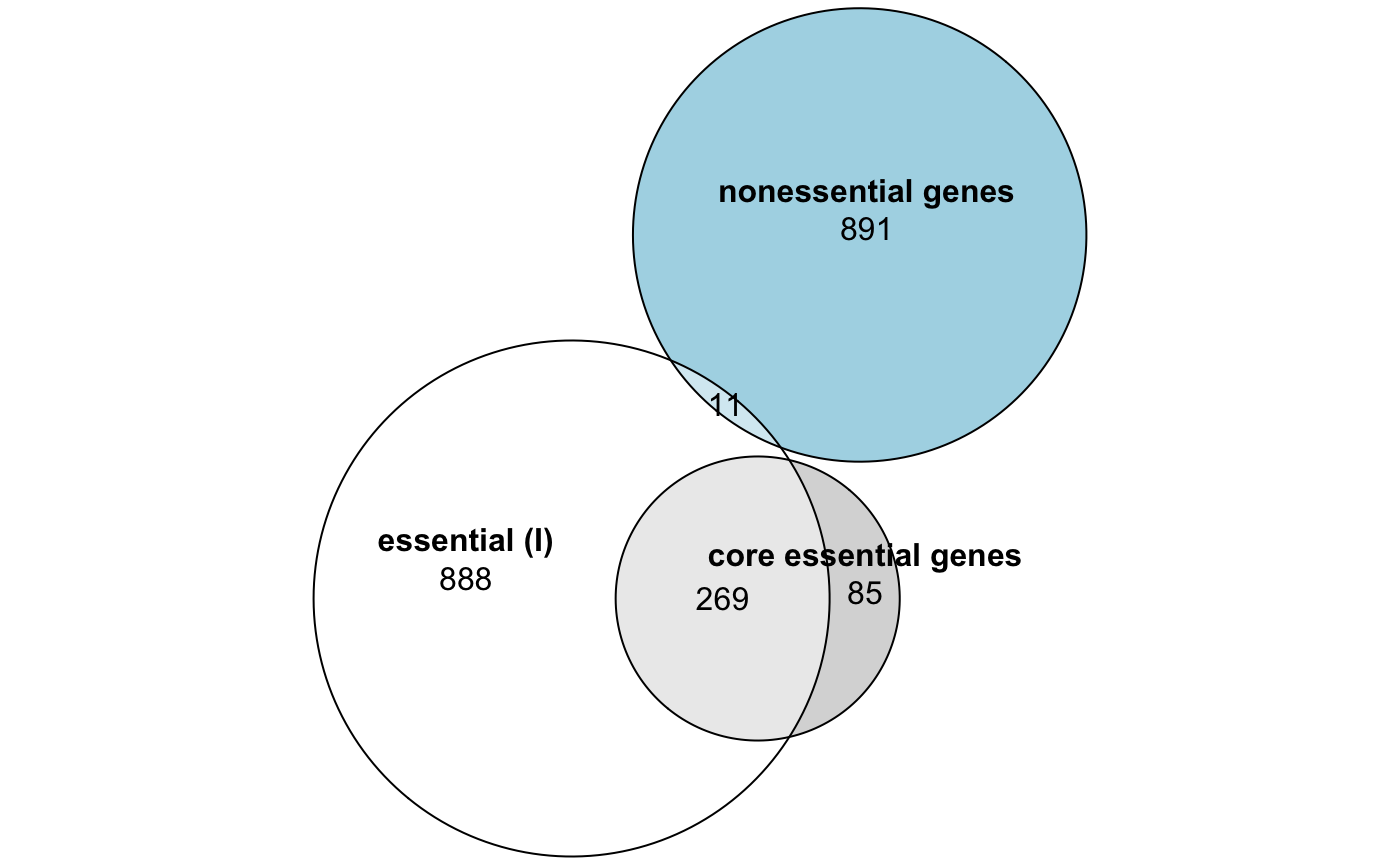 nonessential genes
891
11
essential (I)
888
core essential genes
269
85